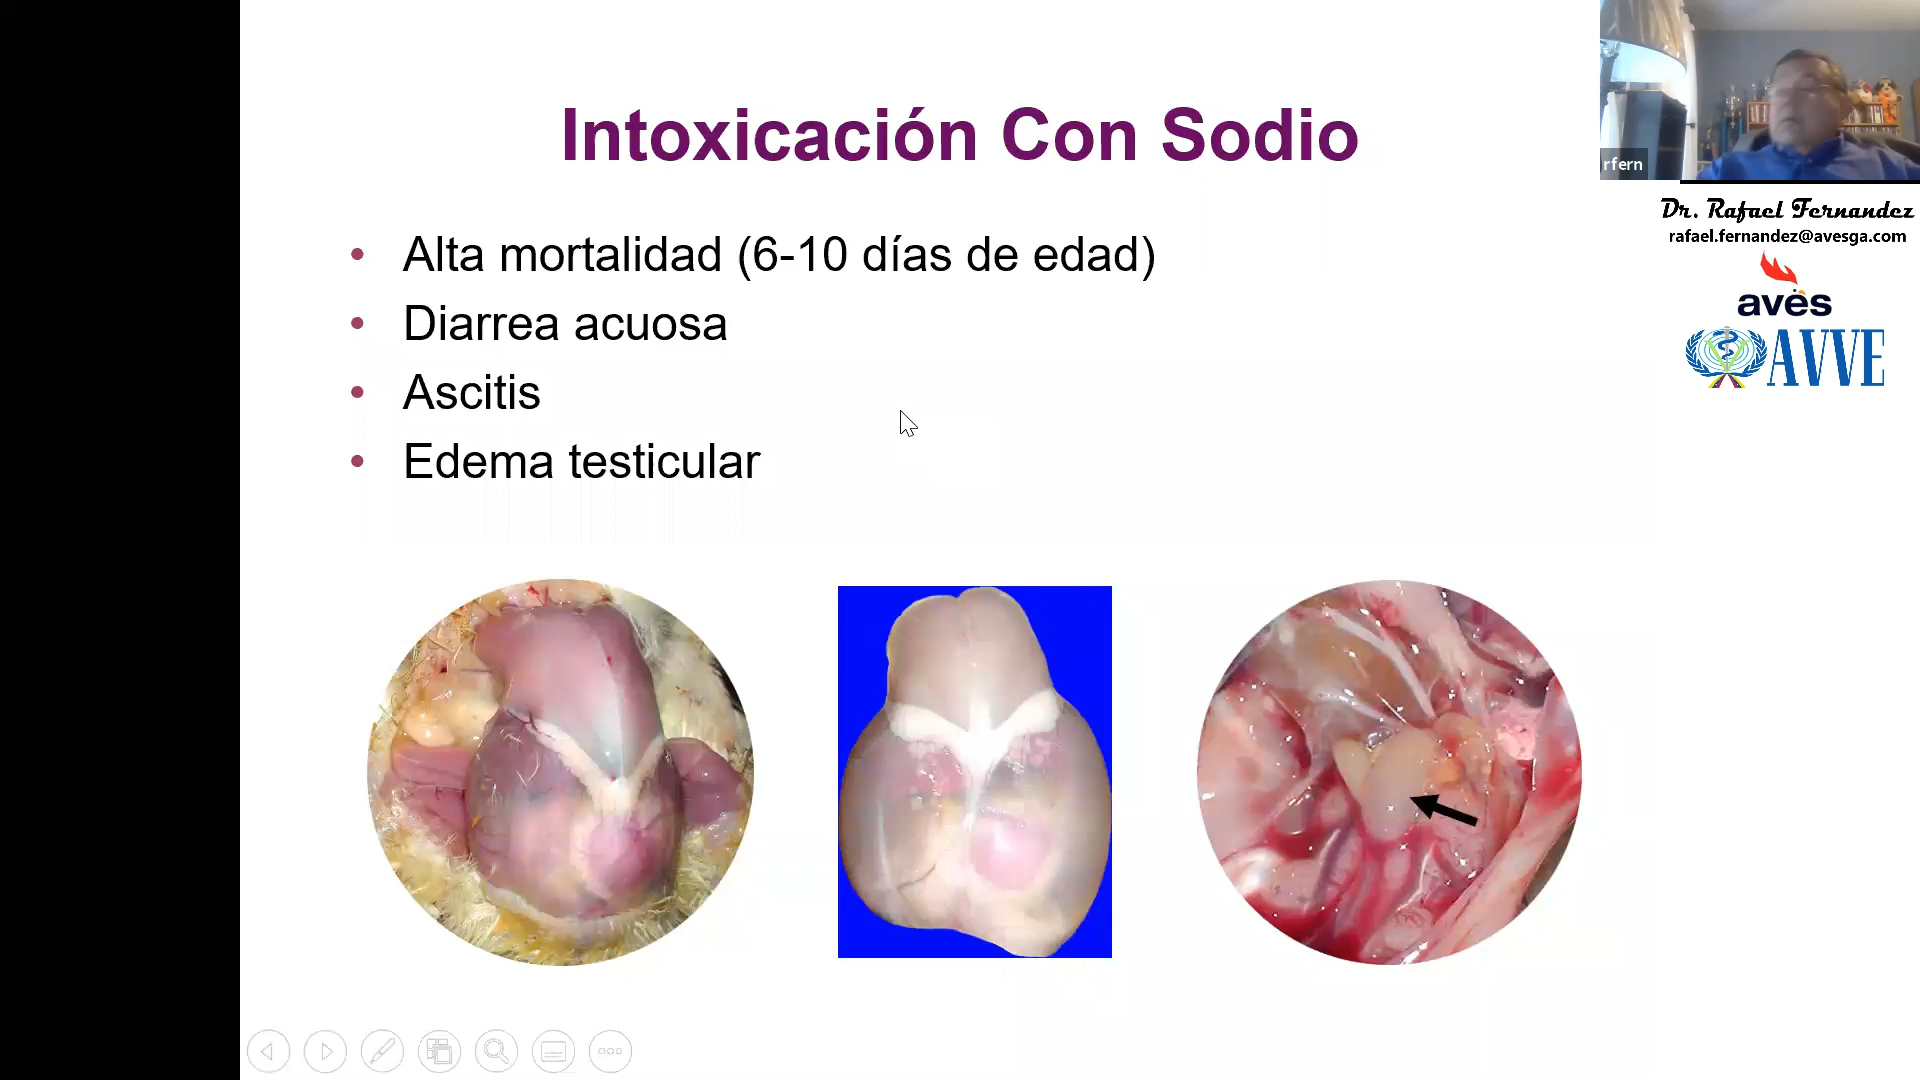 Intoxicación Con Sodio
• Alta mortalidad (6-10 días de edad)
• Diarrea acuosa
• Ascitis
• Edema testicular
rfern
Dr. Rafael Fernandez
rafael.fernandez@avesga.com
avès
AVVE